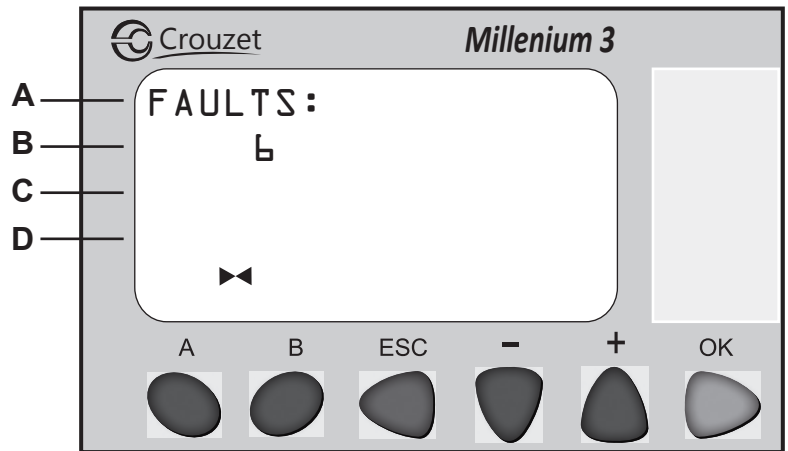 Crouzet Millenium 3
A FAULTS:
B 6
C
D
A B ESC - + OK